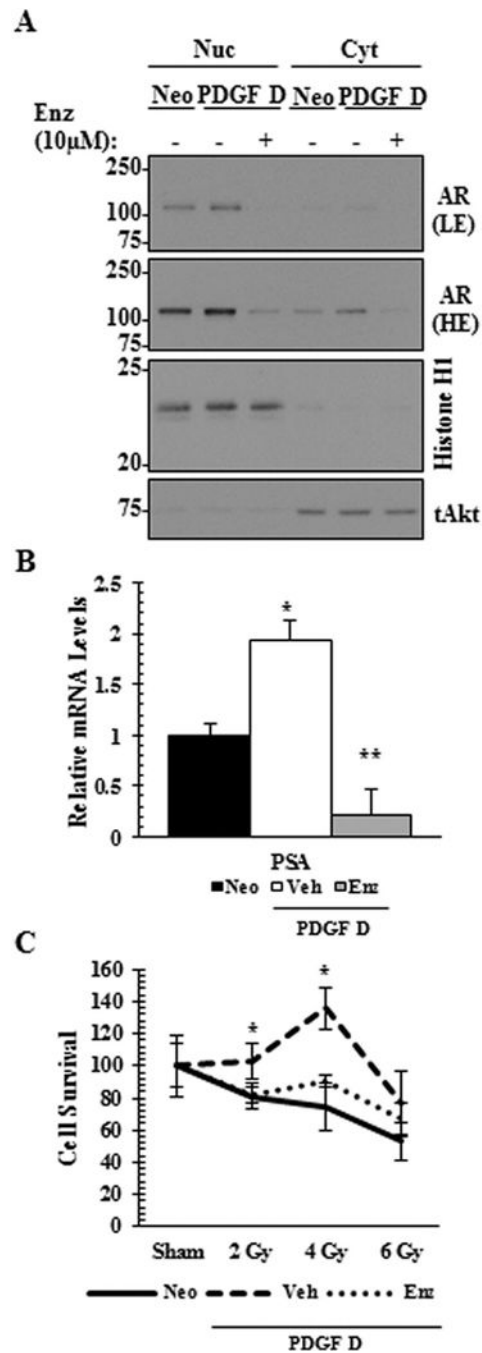 A
Nuc Cyt
Neo PDGF D Neo PDGF D
Enz
(10µM): - - + - - +
250
100
75
AR
(LE)
250
100
75
AR
(HE)
25
20
Histone H1
75
tAkt
B
Relative mRNA Levels
2.5
2
1.5
1
0.5
0
*
**
PSA
Neo Veh Enz
PDGF D
C
Cell Survival
160
140
120
100
80
60
40
20
0
*
*
Sham 2 Gy 4 Gy 6 Gy
Neo Veh Enz
PDGF D